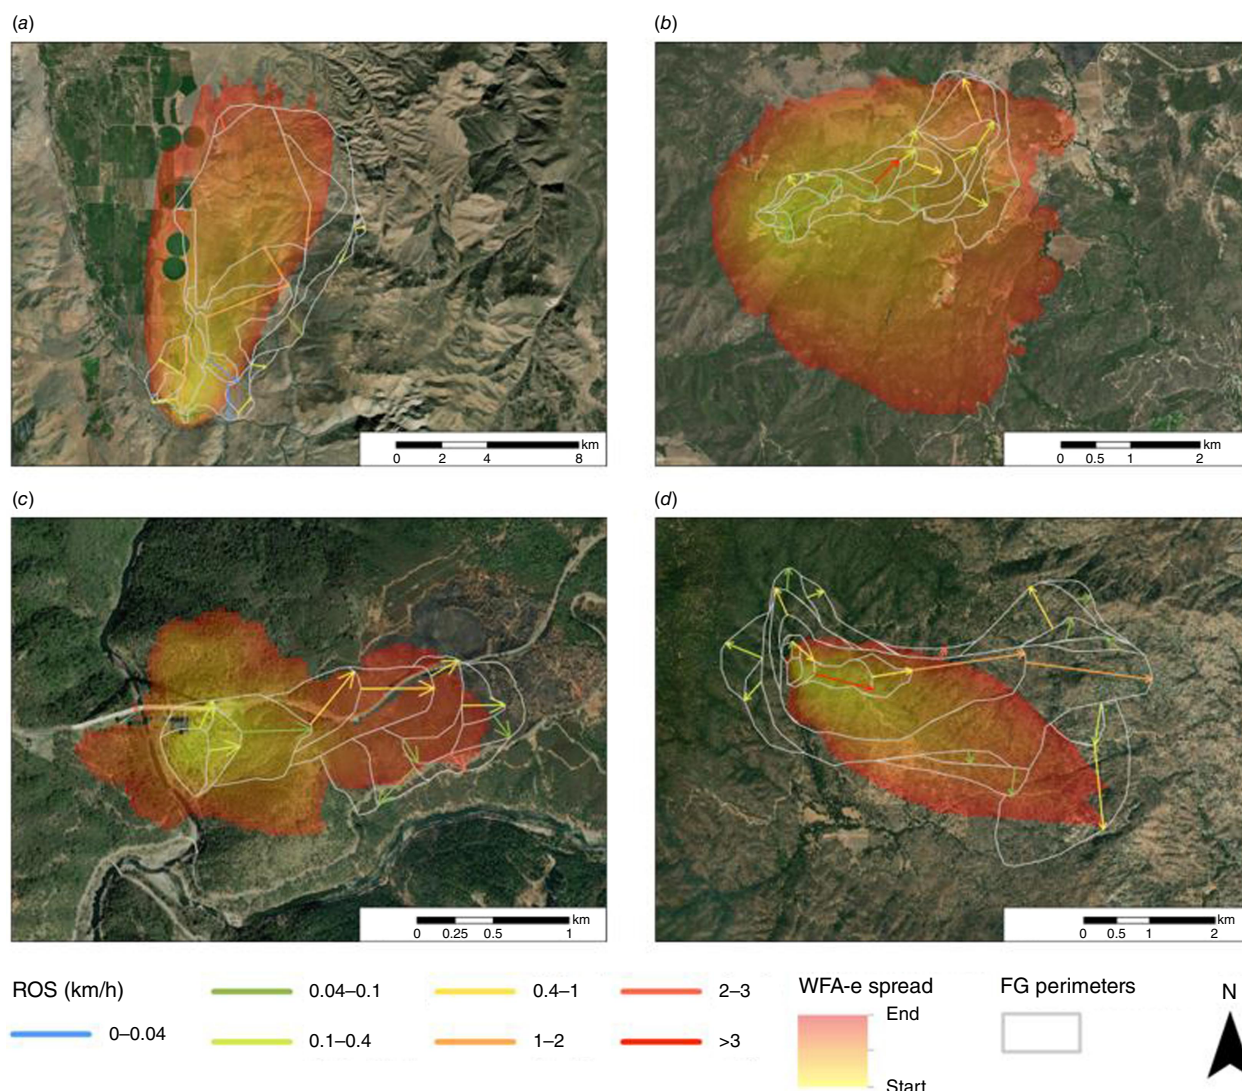 (a)
(b)
km
0 2 4 8
km
0 0.5 1 2
(c)
(d)
km
0 0.25 0.5 1
km
0 0.5 1 2
ROS (km/h)
0–0.04
0.04–0.1
0.1–0.4
0.4–1
1–2
2–3
>3
WFA-e spread
End
Start
FG perimeters
N